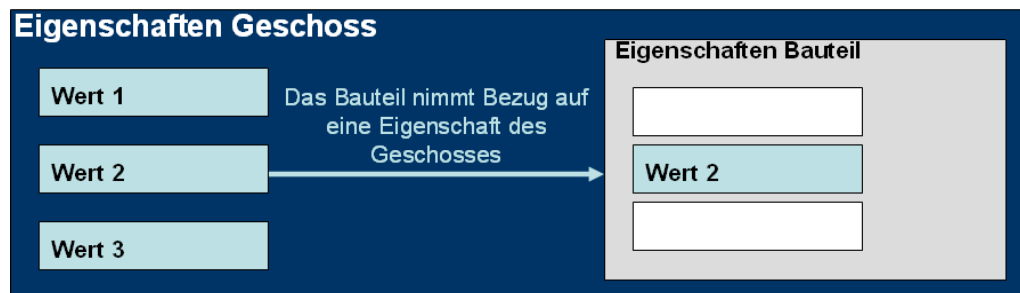 Eigenschaften Geschoss
Wert 1
Wert 2
Wert 3
Das Bauteil nimmt Bezug auf
eine Eigenschaft des
Geschosses
Eigenschaften Bauteil
Wert 2